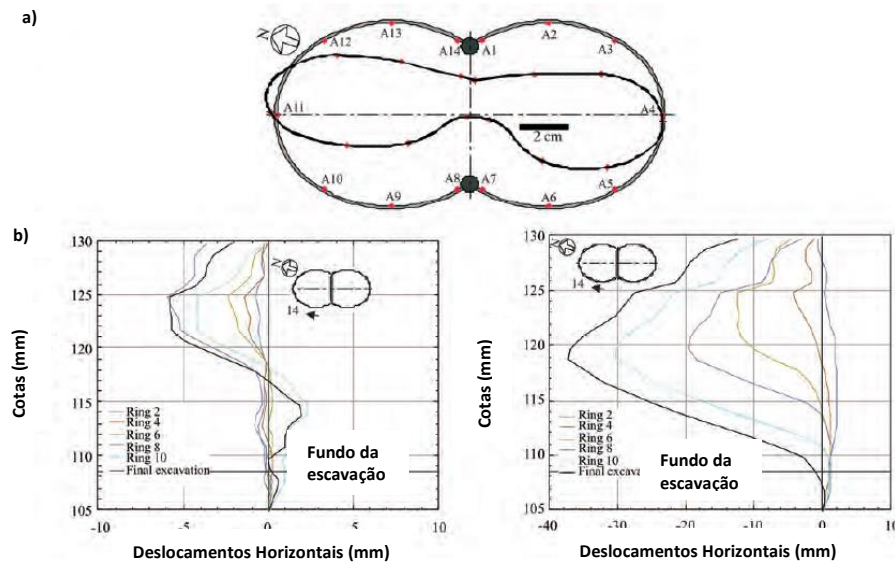 a)
N
A13
A2
A12
A14
A1
A3
A11
A4
2 cm
A10
A8
A7
A5
A9
A6
b)
130
125
120
115
110
105
Cotas (mm)
N
14
Ring 2
Ring 4
Ring 6
Ring 8
Ring 10
Final excavation
Fundo da
escavação
-10
-5
0
5
10
Deslocamentos Horizontais (mm)
130
125
120
115
110
105
Cotas (mm)
N
14
Ring 2
Ring 4
Ring 6
Ring 8
Ring 10
Final excava
Fundo da
escavação
-40
-30
-20
-10
0
10
Deslocamentos Horizontais (mm)